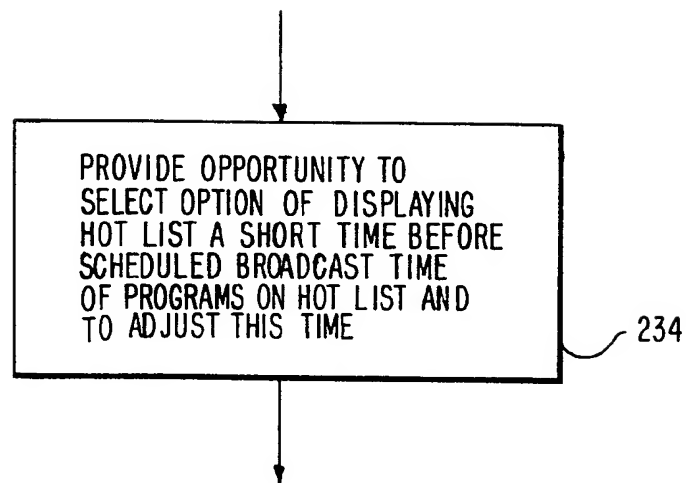 PROVIDE OPPORTUNITY TO
SELECT OPTION OF DISPLAYING
HOT LIST A SHORT TIME BEFORE
SCHEDULED BROADCAST TIME
OF PROGRAMS ON HOT LIST AND
TO ADJUST THIS TIME
234